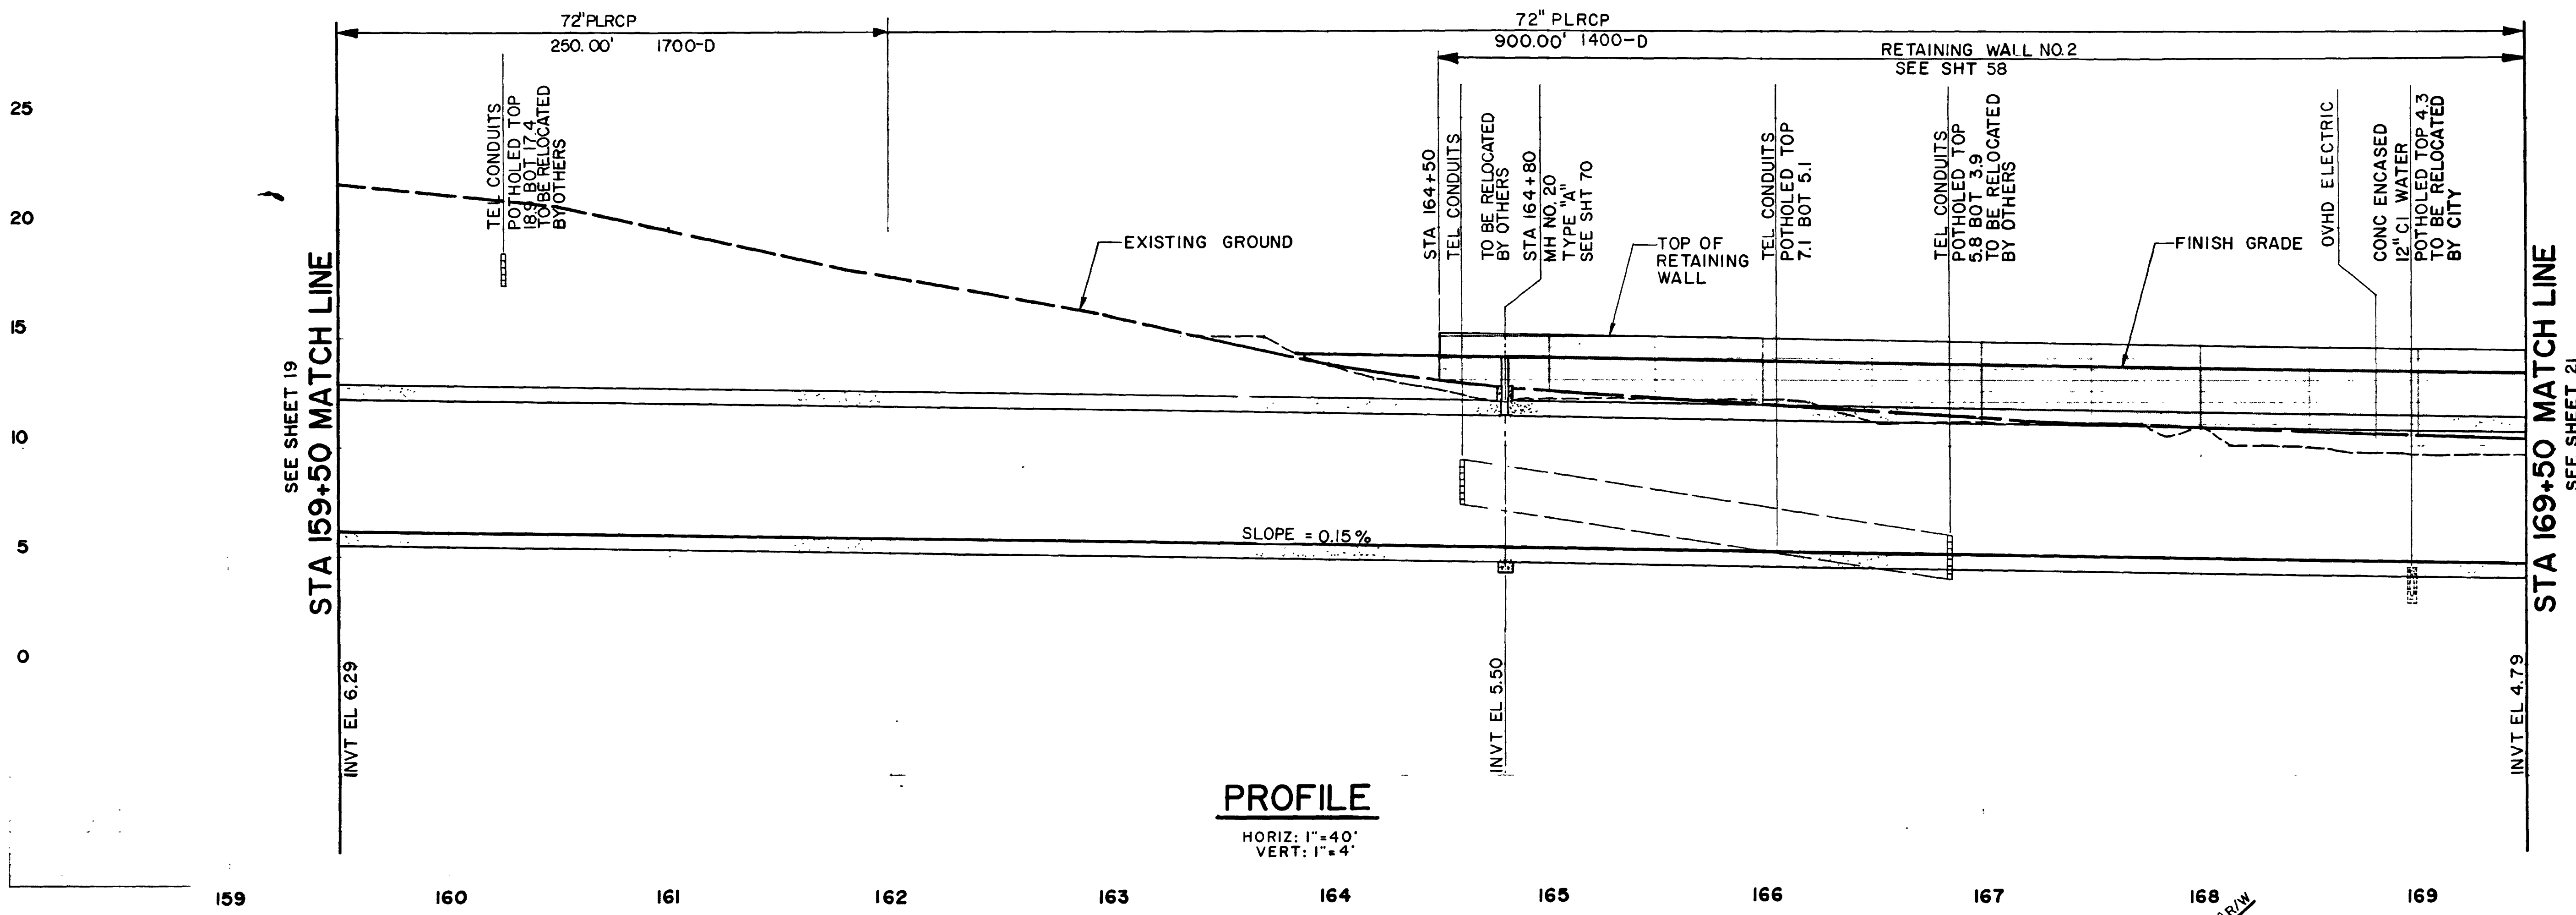 72" PLRCP
250.00' 1700-D
72" PLRCP
900.00' 1400-D
RETAINING WALL NO. 2
SEE SHT 58
25
20
15
10
5
0
SEE SHEET 19
STA 159+50 MATCH LINE
INVT EL 6.29
TEL CONDUITS
POTHOLED TOP
18.9 BOT 17.4
TO BE RELOCATED
BY OTHERS
EXISTING GROUND
STA 164+50
TEL CONDUITS
TO BE RELOCATED
BY OTHERS
STA 164+80
MH NO. 20
TYPE "A"
SEE SHT 70
TOP OF
RETAINING
WALL
TEL CONDUITS
POTHOLED TOP
7.1 BOT 5.1
TEL CONDUITS
POTHOLED TOP
5.8 BOT 3.9
TO BE RELOCATED
BY OTHERS
FINISH GRADE
OVHD ELECTRIC
CONC ENCASED
12" C.I WATER
POTHOLED TOP 4.3
TO BE RELOCATED
BY CITY
SLOPE = 0.15%
INVT EL 5.50
INVT EL 4.79
STA 169+50 MATCH LINE
SEE SHEET 21
PROFILE
HORIZ: 1"=40'
VERT: 1"=4'
159 160 161 162 163 164 165 166 167 168 169
R/W